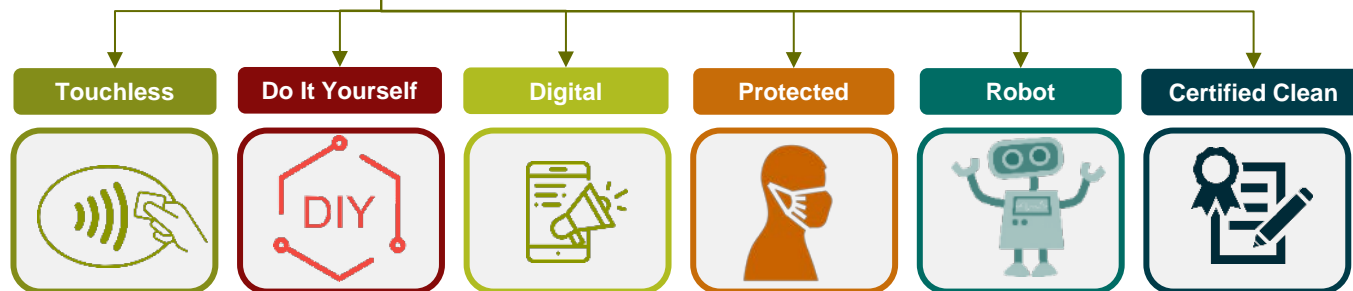 Touchless
Do It Yourself
Digital
Protected
Robot
Certified Clean
DIY